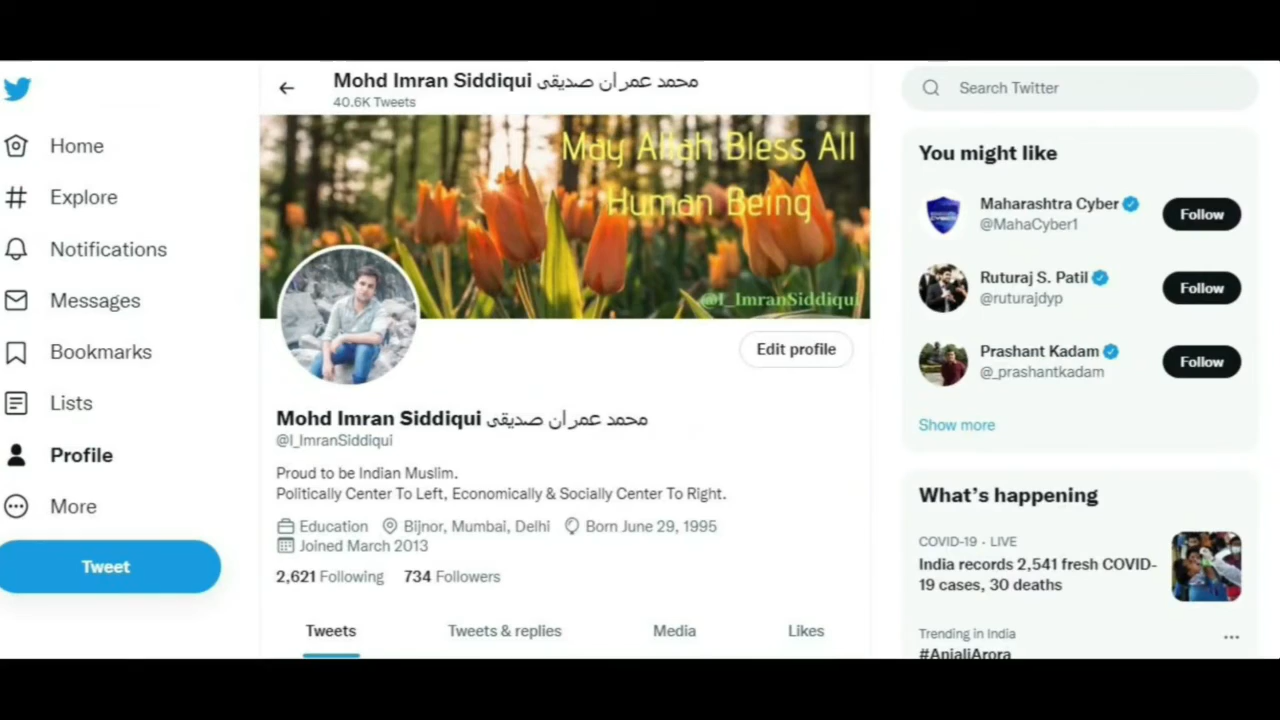 Mohd Imran Siddiqui محمد عمران صدیقی
40.6K Tweets
Home
Explore
Notifications
Messages
Bookmarks
Lists
Profile
More
Tweet
May Allah Bless All
Human Being
@I_ImranSiddiqui
Edit profile
Mohd Imran Siddiqui محمد عمران صدیقی
@I_ImranSiddiqui
Proud to be Indian Muslim.
Politically Center To Left, Economically & Socially Center To Right.
Education Bijnor, Mumbai, Delhi Born June 29, 1995
Joined March 2013
2,621 Following 734 Followers
Tweets Tweets & replies Media Likes
Search Twitter
You might like
Maharashtra Cyber
@MahaCyber1
Follow
Ruturaj S. Patil
@ruturajdyp
Follow
Prashant Kadam
@_prashantkadam
Follow
Show more
What's happening
COVID-19 · LIVE
India records 2,541 fresh COVID-
19 cases, 30 deaths
Trending in India
#AnjaliArora